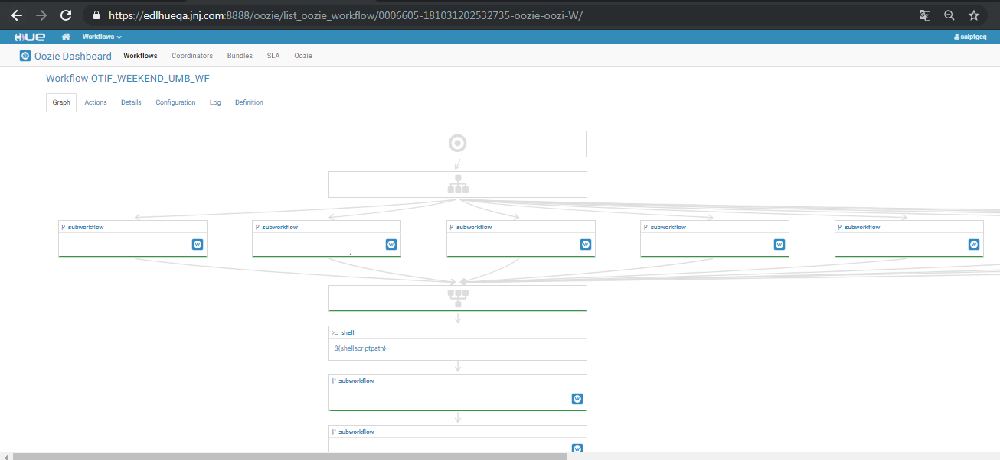 https://edlhueqa.jnj.com:8888/oozie/list_oozie_workflow/0006605-181031202532735-oozie-oozi-W/
HUE Workflows salpfgeq
Oozie Dashboard Workflows Coordinators Bundles SLA Oozie
Workflow OTIF_WEEKEND_UMB_WF
Graph Actions Details Configuration Log Definition
subworkflow subworkflow subworkflow subworkflow subworkflow
W W W W W
>_ shell
${shellscriptpath}
subworkflow
W
subworkflow
W